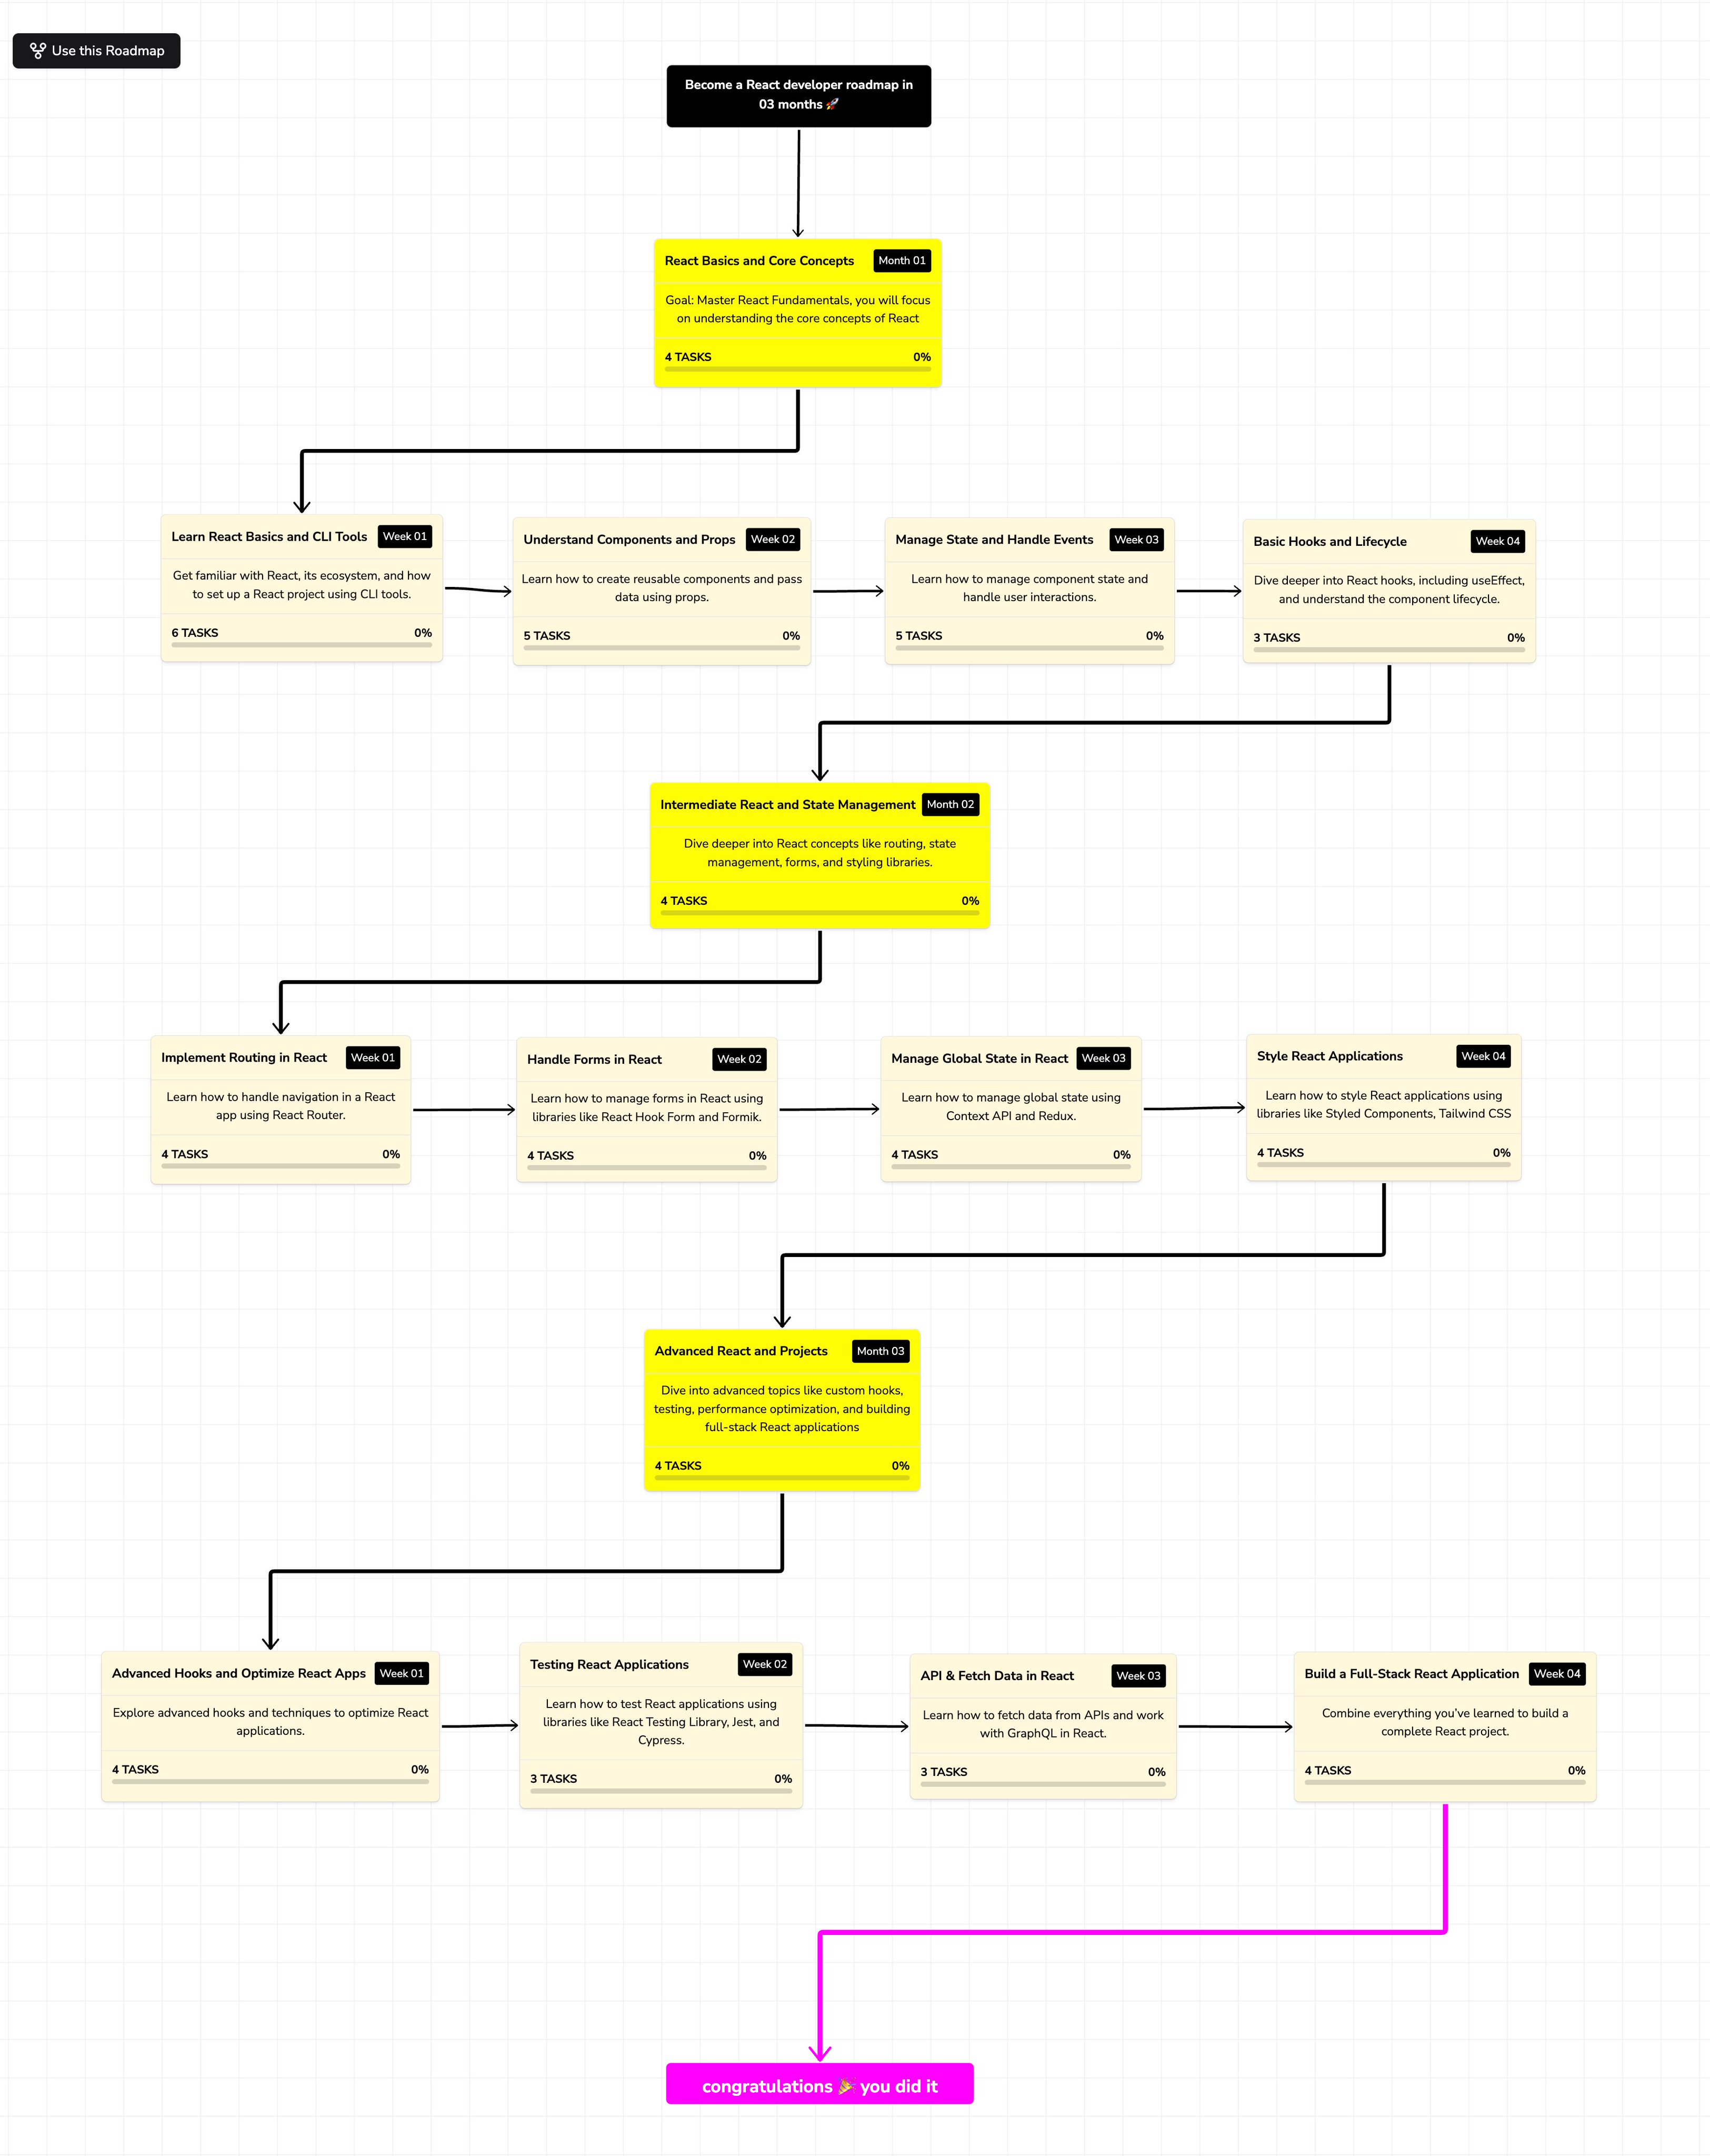 Use this Roadmap
Become a React developer roadmap in
03 months 🚀
React Basics and Core Concepts
Month 01
Goal: Master React Fundamentals, you will focus
on understanding the core concepts of React
4 TASKS
0%
Learn React Basics and CLI Tools
Week 01
Get familiar with React, its ecosystem, and how
to set up a React project using CLI tools.
6 TASKS
0%
Understand Components and Props
Week 02
Learn how to create reusable components and pass
data using props.
5 TASKS
0%
Manage State and Handle Events
Week 03
Learn how to manage component state and
handle user interactions.
5 TASKS
0%
Basic Hooks and Lifecycle
Week 04
Dive deeper into React hooks, including useEffect,
and understand the component lifecycle.
3 TASKS
0%
Intermediate React and State Management
Month 02
Dive deeper into React concepts like routing, state
management, forms, and styling libraries.
4 TASKS
0%
Implement Routing in React
Week 01
Learn how to handle navigation in a React
app using React Router.
4 TASKS
0%
Handle Forms in React
Week 02
Learn how to manage forms in React using
libraries like React Hook Form and Formik.
4 TASKS
0%
Manage Global State in React
Week 03
Learn how to manage global state using
Context API and Redux.
4 TASKS
0%
Style React Applications
Week 04
Learn how to style React applications using
libraries like Styled Components, Tailwind CSS
4 TASKS
0%
Advanced React and Projects
Month 03
Dive into advanced topics like custom hooks,
testing, performance optimization, and building
full-stack React applications
4 TASKS
0%
Advanced Hooks and Optimize React Apps
Week 01
Explore advanced hooks and techniques to optimize React
applications.
4 TASKS
0%
Testing React Applications
Week 02
Learn how to test React applications using
libraries like React Testing Library, Jest, and
Cypress.
3 TASKS
0%
API & Fetch Data in React
Week 03
Learn how to fetch data from APIs and work
with GraphQL in React.
3 TASKS
0%
Build a Full-Stack React Application
Week 04
Combine everything you've learned to build a
complete React project.
4 TASKS
0%
congratulations 🎉 you did it